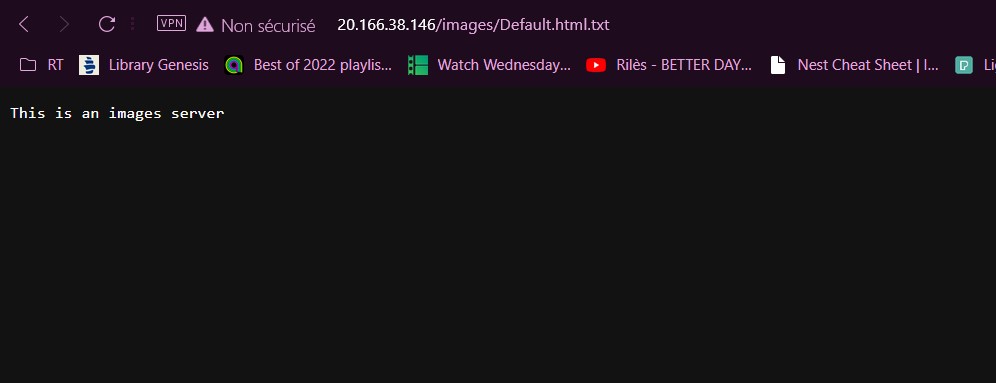 VPN Non sécurisé 20.166.38.146/images/Default.html.txt
RT Library Genesis Best of 2022 playlis... Watch Wednesday... Rilès - BETTER DAY... Nest Cheat Sheet | I... Li
This is an images server